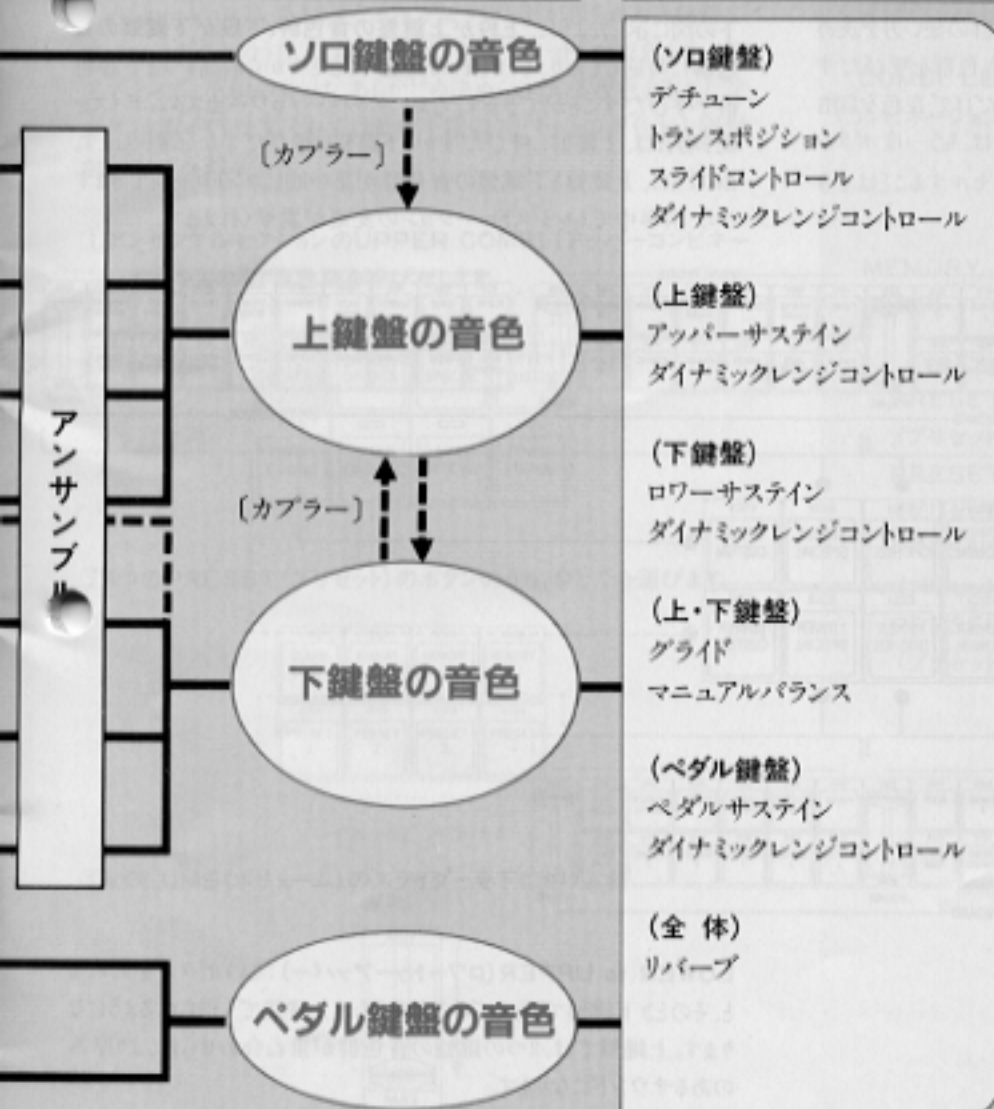 ソロ鍵盤の音色
〔カプラー〕
上鍵盤の音色
〔カプラー〕
下鍵盤の音色
ペダル鍵盤の音色
アンサンブル
(ソロ鍵盤)
デチューン
トランスポジション
スライドコントロール
ダイナミックレンジコントロール
(上鍵盤)
アッパーサステイン
ダイナミックレンジコントロール
(下鍵盤)
ロワーサステイン
ダイナミックレンジコントロール
(上・下鍵盤)
グライド
マニュアルバランス
(ペダル鍵盤)
ペダルサステイン
ダイナミックレンジコントロール
(全 体)
リバーブ